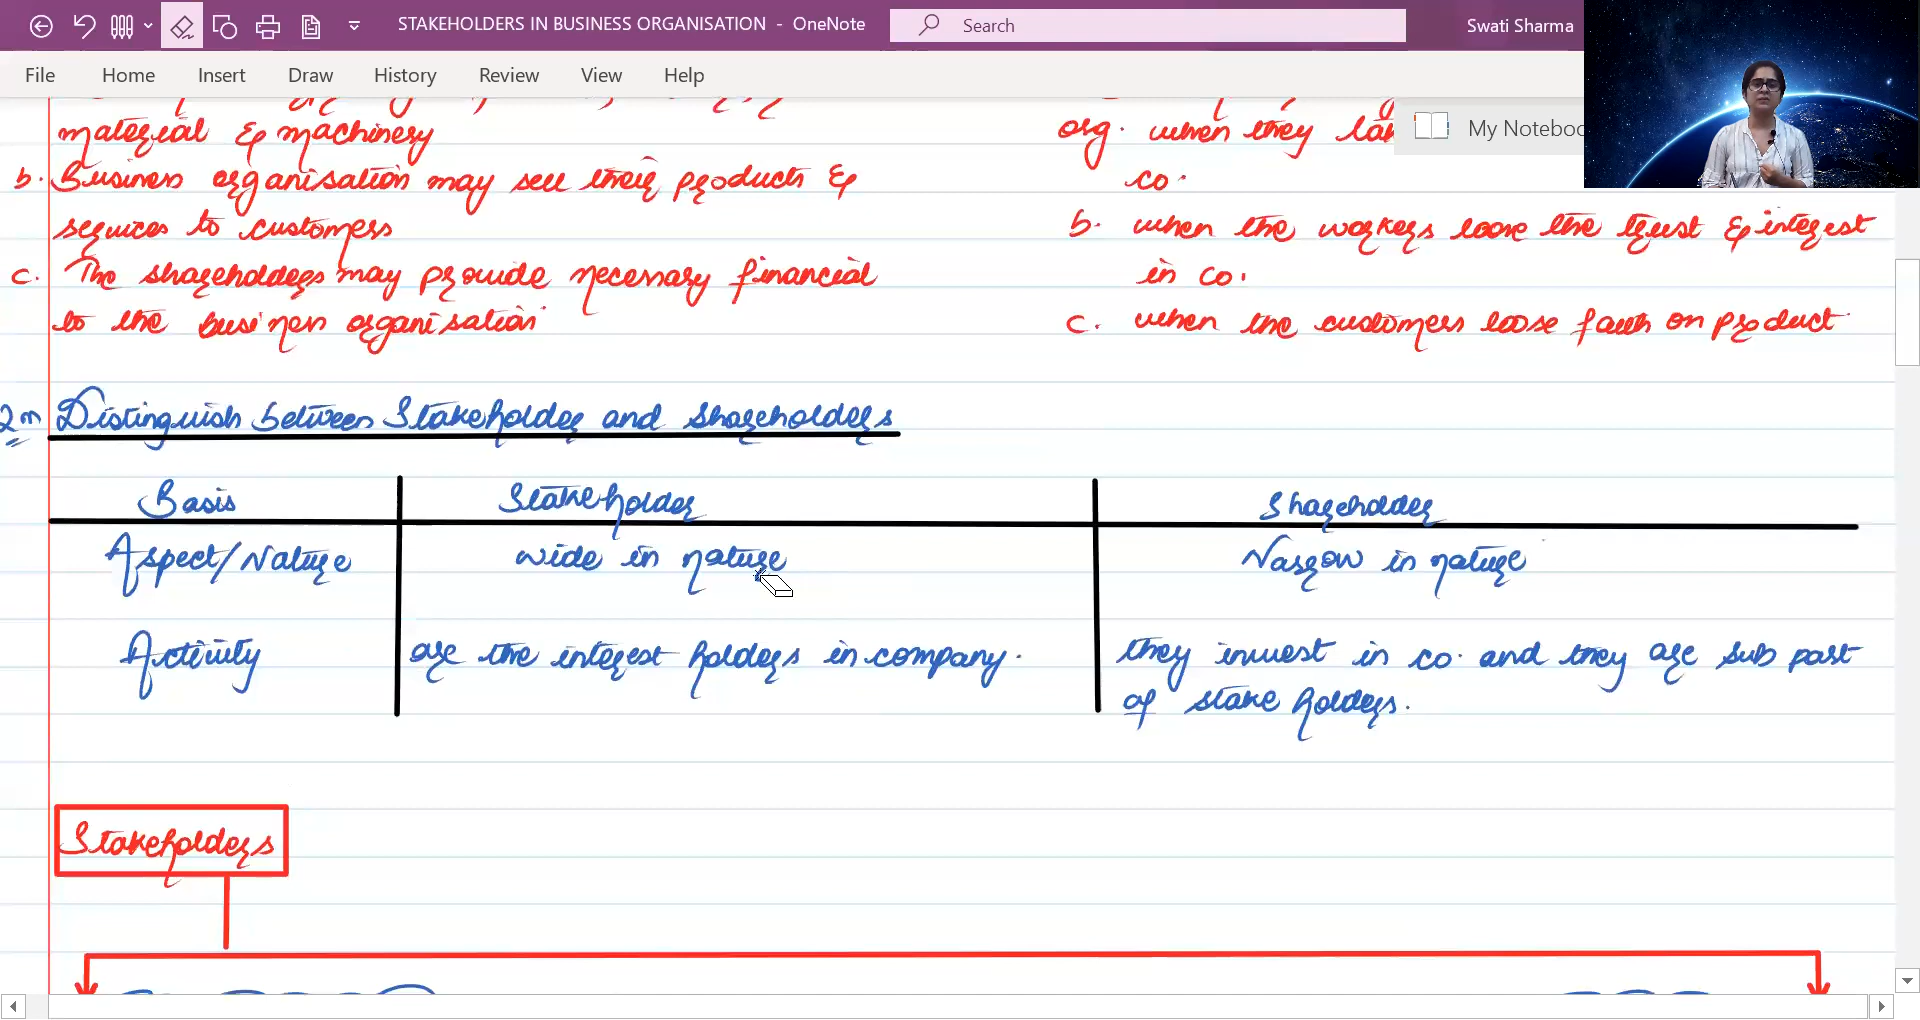 STAKEHOLDERS IN BUSINESS ORGANISATION - OneNote
Search
Swati Sharma
File Home Insert Draw History Review View Help
My Noteboo
material & machinery
b. Business organisation may sell their products &
services to customers
c. The shareholders may provide necessary financial
to the business organisation
org. when they
co.
b. when the workers loose the trust & interest
in co.
c. when the customers loose faith on product
2m Distinguish between Stakeholder and Shareholders
Basis Stakeholder Shareholder
Aspect/Nature wide in nature Narrow in nature
Activity are the interest holders in company. they invest in co. and they are sub part
of stake holders.
Stakeholders